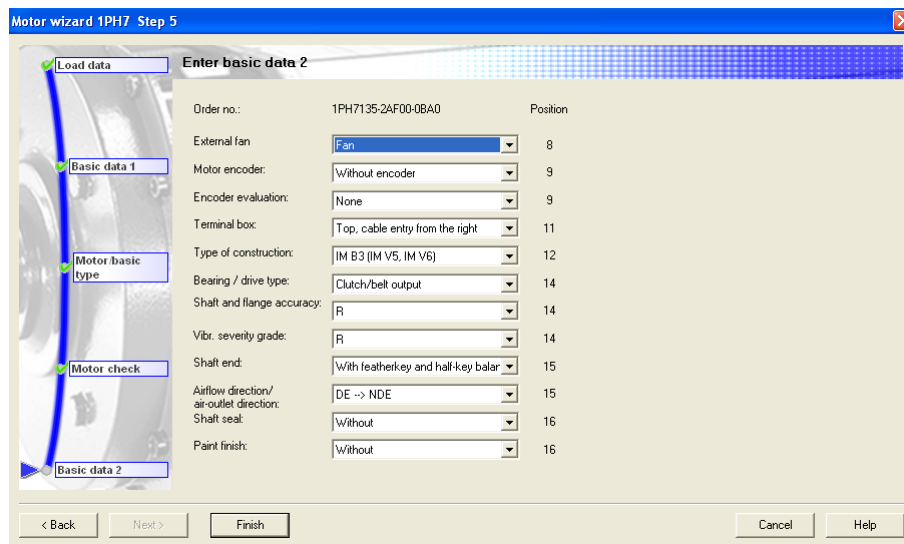 Motor wizard 1PH7 Step 5
Load data
Basic data 1
Motor/basic
type
Motor check
Basic data 2
Enter basic data 2
Order no.: 1PH7135-2AF00-0BA0 Position
External fan Fan 8
Motor encoder: Without encoder 9
Encoder evaluation: None 9
Terminal box: Top, cable entry from the right 11
Type of construction: IM B3 (IM V5, IM V6) 12
Bearing / drive type: Clutch/belt output 14
Shaft and flange accuracy: R 14
Vibr. severity grade: R 14
Shaft end: With featherkey and half-key balar 15
Airflow direction/
air-outlet direction: DE --> NDE 15
Shaft seal: Without 16
Paint finish: Without 16
< Back Next > Finish Cancel Help